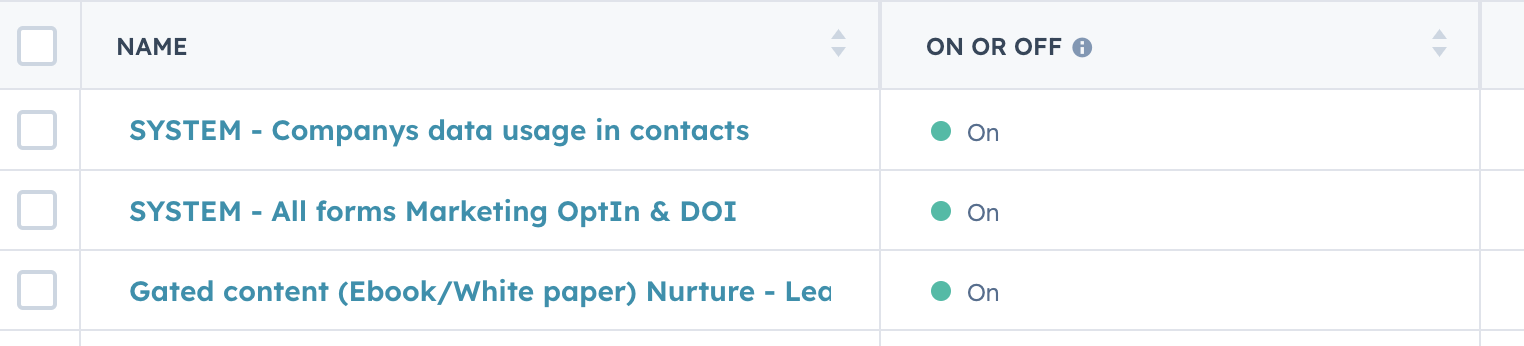 NAME
ON OR OFF
SYSTEM - Companys data usage in contacts
On
SYSTEM - All forms Marketing OptIn & DOI
On
Gated content (Ebook/White paper) Nurture - Lea
On